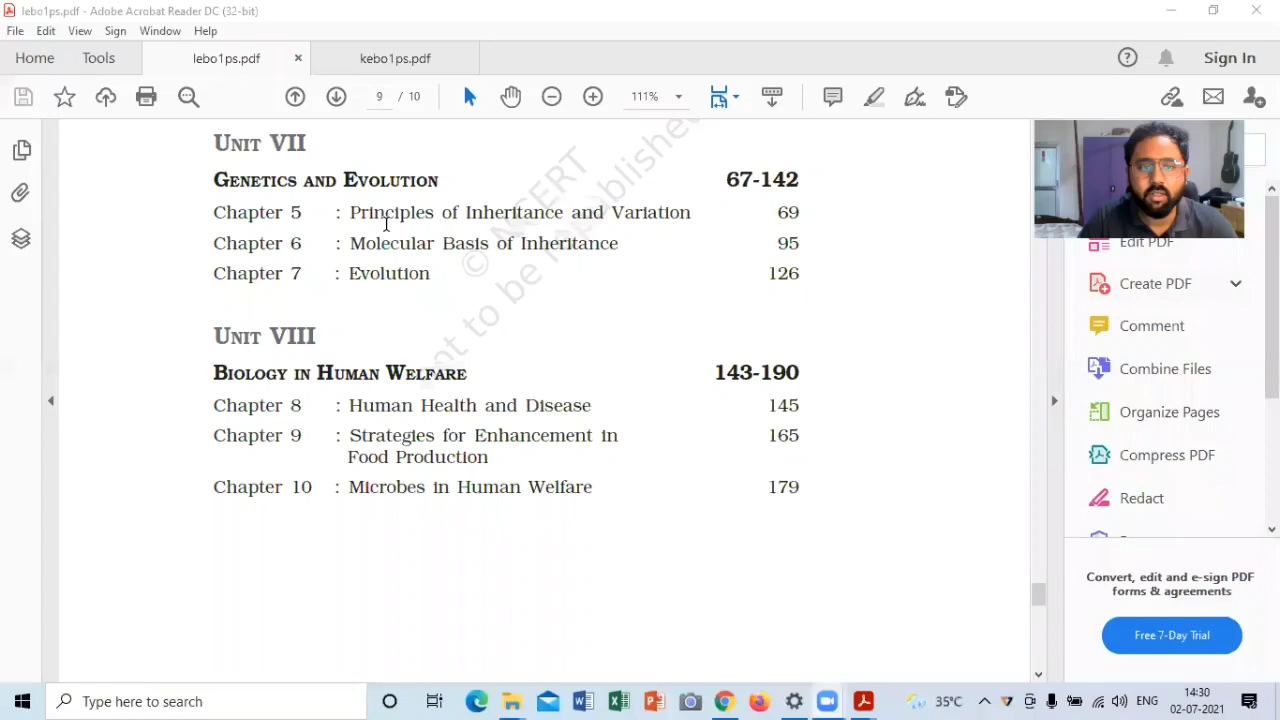 lebo1ps.pdf - Adobe Acrobat Reader DC (32-bit)
File Edit View Sign Window Help
Home Tools lebo1ps.pdf × kebo1ps.pdf Sign In
9 / 10 111%
UNIT VII
GENETICS AND EVOLUTION 67-142
Chapter 5 : Principles of Inheritance and Variation 69
Chapter 6 : Molecular Basis of Inheritance 95
Chapter 7 : Evolution 126
UNIT VIII
BIOLOGY IN HUMAN WELFARE 143-190
Chapter 8 : Human Health and Disease 145
Chapter 9 : Strategies for Enhancement in 165
Food Production
Chapter 10 : Microbes in Human Welfare 179
© NCERT
not to be republished
Edit PDF
Create PDF
Comment
Combine Files
Organize Pages
Compress PDF
Redact
Convert, edit and e-sign PDF
forms & agreements
Free 7-Day Trial
Type here to search
35°C ENG 14:30
02-07-2021